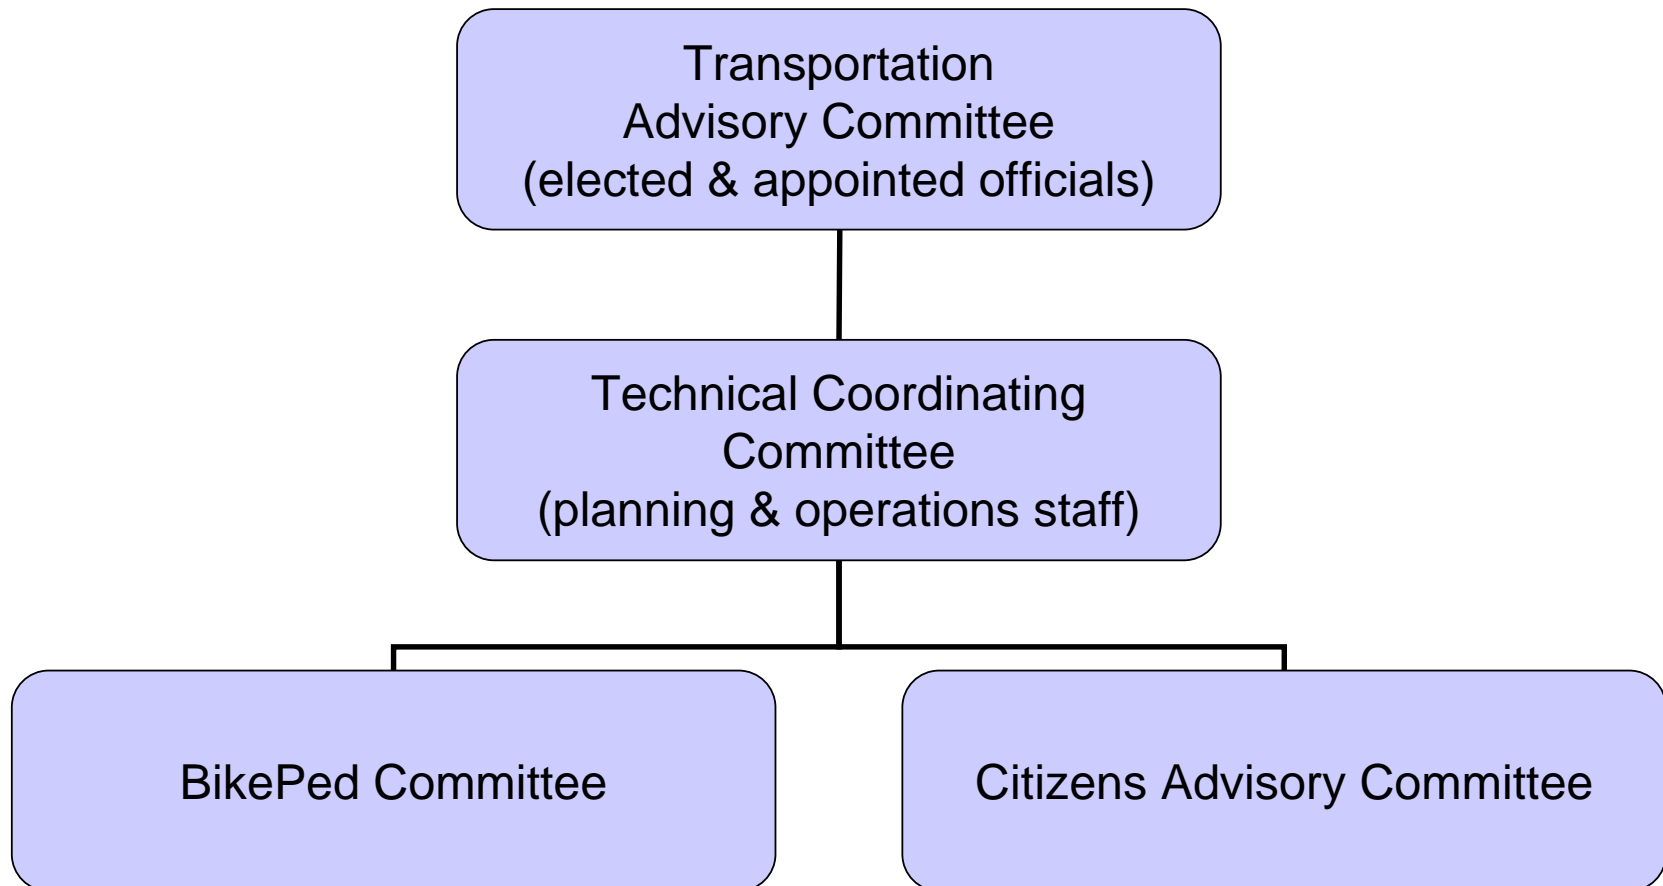 Transportation
Advisory Committee
(elected & appointed officials)
Technical Coordinating
Committee
(planning & operations staff)
BikePed Committee
Citizens Advisory Committee